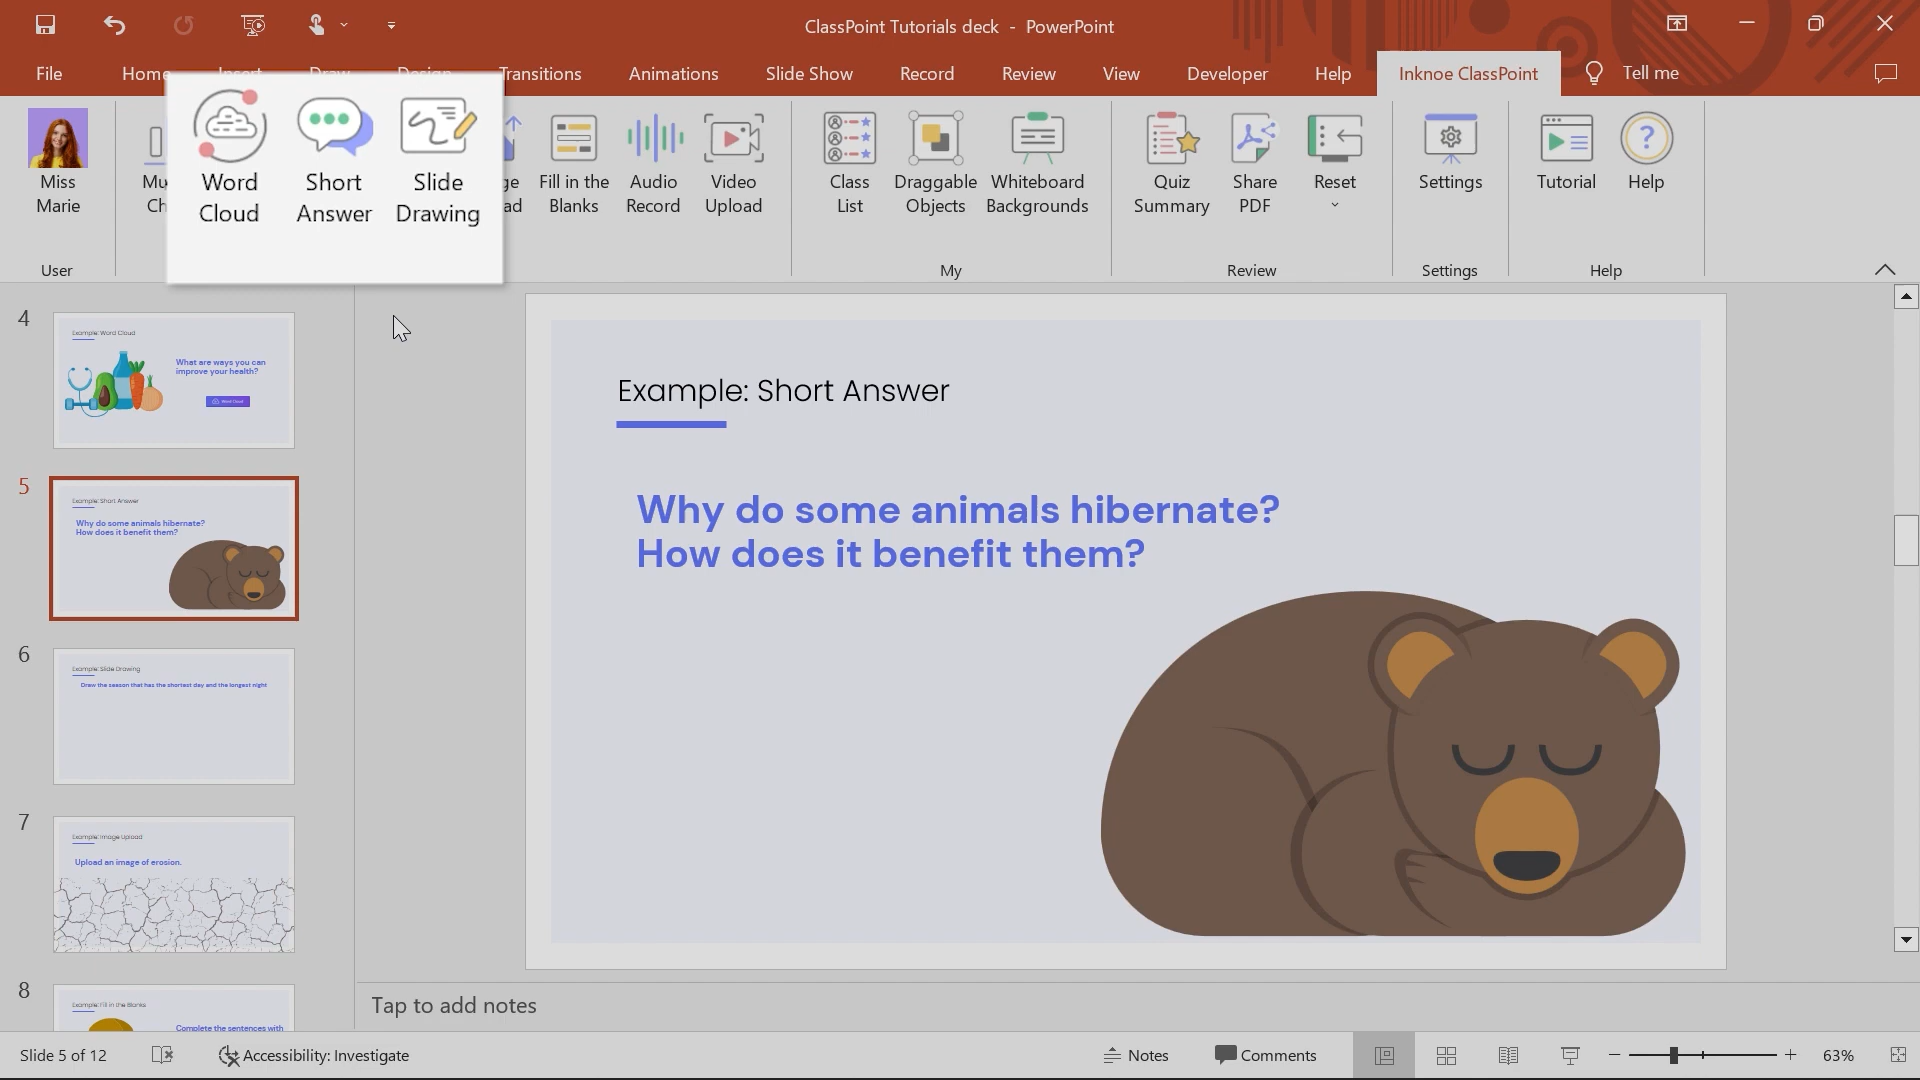 ClassPoint Tutorials deck - PowerPoint
File
Home
Transitions
Animations
Slide Show
Record
Review
View
Developer
Help
Inknoe ClassPoint
Tell me
Miss
Marie
User
Word
Cloud
Short
Answer
Slide
Drawing
Fill in the
Blanks
Audio
Record
Video
Upload
Class
List
Draggable
Objects
Whiteboard
Backgrounds
My
Quiz
Summary
Share
PDF
Reset
Review
Settings
Settings
Tutorial
Help
Help
4
Example: Word Cloud
What are ways you can
improve your health?
Word Cloud
5
Example: Short Answer
Why do some animals hibernate?
How does it benefit them?
6
Example: Slide Drawing
Draw the season that has the shortest day and the longest night
7
Example: Image Upload
Upload an image of erosion.
8
Example: Fill in the Blanks
Complete the sentences with
Example: Short Answer
Why do some animals hibernate?
How does it benefit them?
Tap to add notes
Slide 5 of 12
Accessibility: Investigate
Notes
Comments
63%